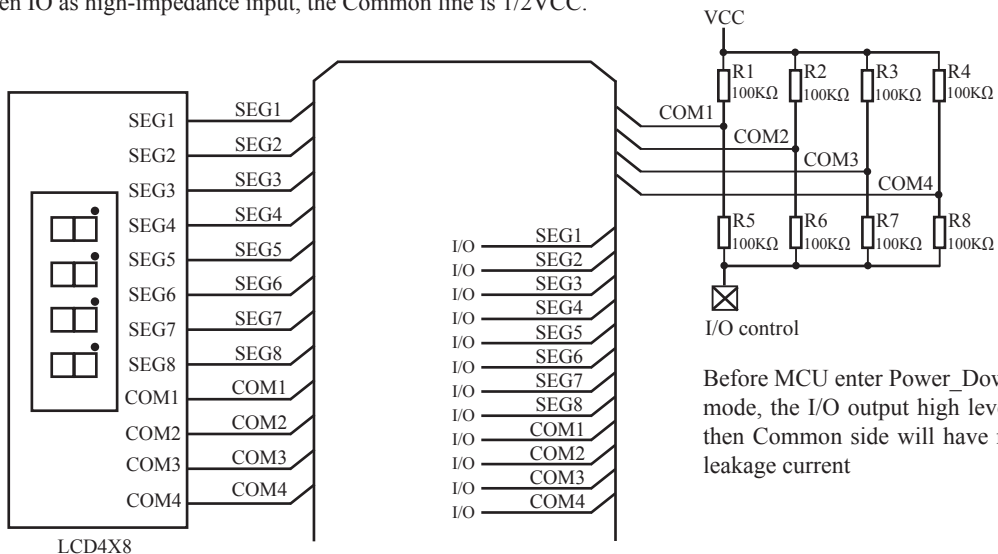 en IO as high-impedance input, the Common line is 1/2VCC.
VCC
R1
100KΩ
R2
100KΩ
R3
100KΩ
R4
100KΩ
COM1
COM2
COM3
COM4
R5
100KΩ
R6
100KΩ
R7
100KΩ
R8
100KΩ
I/O control
SEG1 SEG1
SEG2 SEG2
SEG3 SEG3
SEG4 SEG4
SEG5 SEG5
SEG6 SEG6
SEG7 SEG7
SEG8 SEG8
COM1 COM1
COM2 COM2
COM3 COM3
COM4 COM4
LCD4X8
I/O SEG1
I/O SEG2
I/O SEG3
I/O SEG4
I/O SEG5
I/O SEG6
I/O SEG7
I/O SEG8
I/O COM1
I/O COM2
I/O COM3
I/O COM4
Before MCU enter Power_Dow
mode, the I/O output high leve
then Common side will have
leakage current